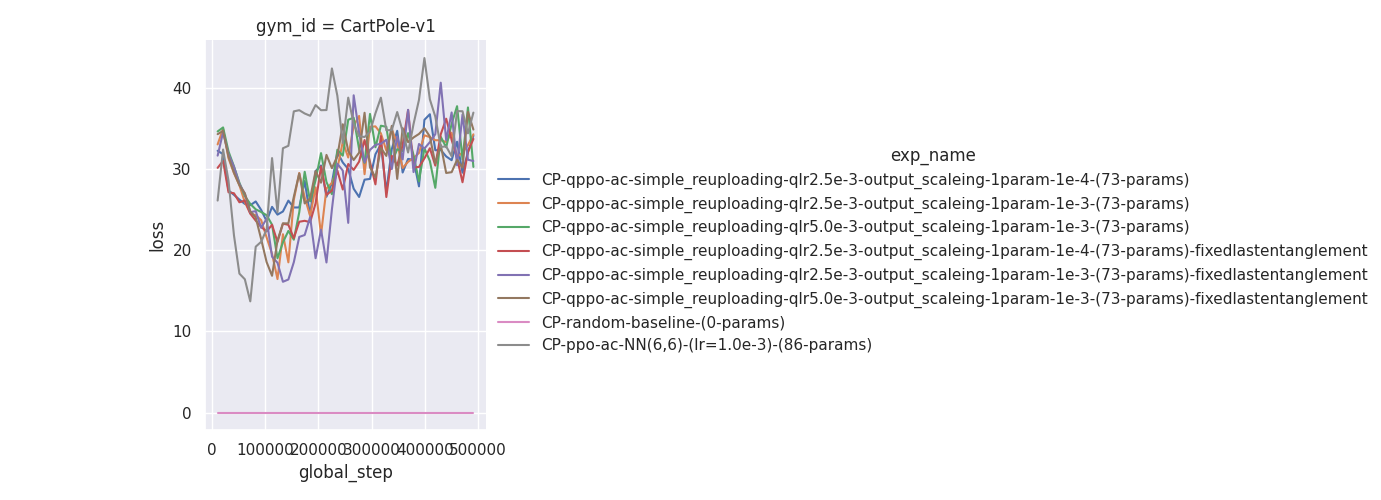 gym_id = CartPole-v1
40
30
20
10
0
loss
0 100000 200000 300000 400000 500000
global_step
exp_name
CP-qppo-ac-simple_reuploading-qlr2.5e-3-output_scaleing-1param-1e-4-(73-params)
CP-qppo-ac-simple_reuploading-qlr2.5e-3-output_scaleing-1param-1e-3-(73-params)
CP-qppo-ac-simple_reuploading-qlr5.0e-3-output_scaleing-1param-1e-3-(73-params)
CP-qppo-ac-simple_reuploading-qlr2.5e-3-output_scaleing-1param-1e-4-(73-params)-fixedlastentanglement
CP-qppo-ac-simple_reuploading-qlr2.5e-3-output_scaleing-1param-1e-3-(73-params)-fixedlastentanglement
CP-qppo-ac-simple_reuploading-qlr5.0e-3-output_scaleing-1param-1e-3-(73-params)-fixedlastentanglement
CP-random-baseline-(0-params)
CP-ppo-ac-NN(6,6)-(lr=1.0e-3)-(86-params)